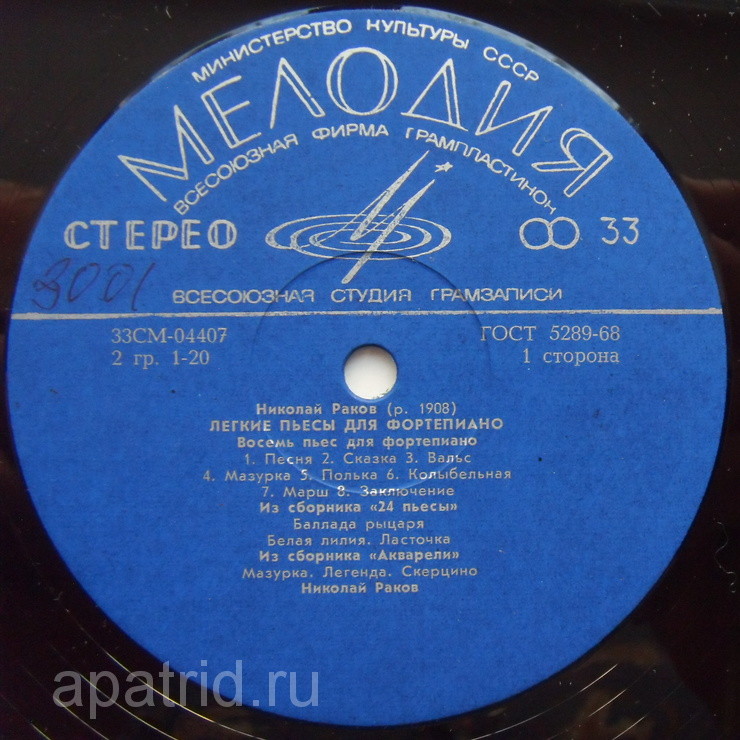 МИНИСТЕРСТВО КУЛЬТУРЫ СССР
МЕЛОДИЯ
ВСЕСОЮЗНАЯ ФИРМА ГРАМПЛАСТИНОК
СТЕРЕО 33
3001
ВСЕСОЮЗНАЯ СТУДИЯ ГРАМЗАПИСИ
33СМ-04407 ГОСТ 5289-68
2 гр. 1-20 1 сторона
Николай Раков (р. 1908)
ЛЕГКИЕ ПЬЕСЫ ДЛЯ ФОРТЕПИАНО
Восемь пьес для фортепиано
1. Песня 2. Сказка 3. Вальс
4. Мазурка 5. Полька 6. Колыбельная
7. Марш 8. Заключение
Из сборника «24 пьесы»
Баллада рыцаря
Белая лилия. Ласточка
Из сборника «Акварели»
Мазурка. Легенда. Скерцино
Николай Раков
apatrid.ru